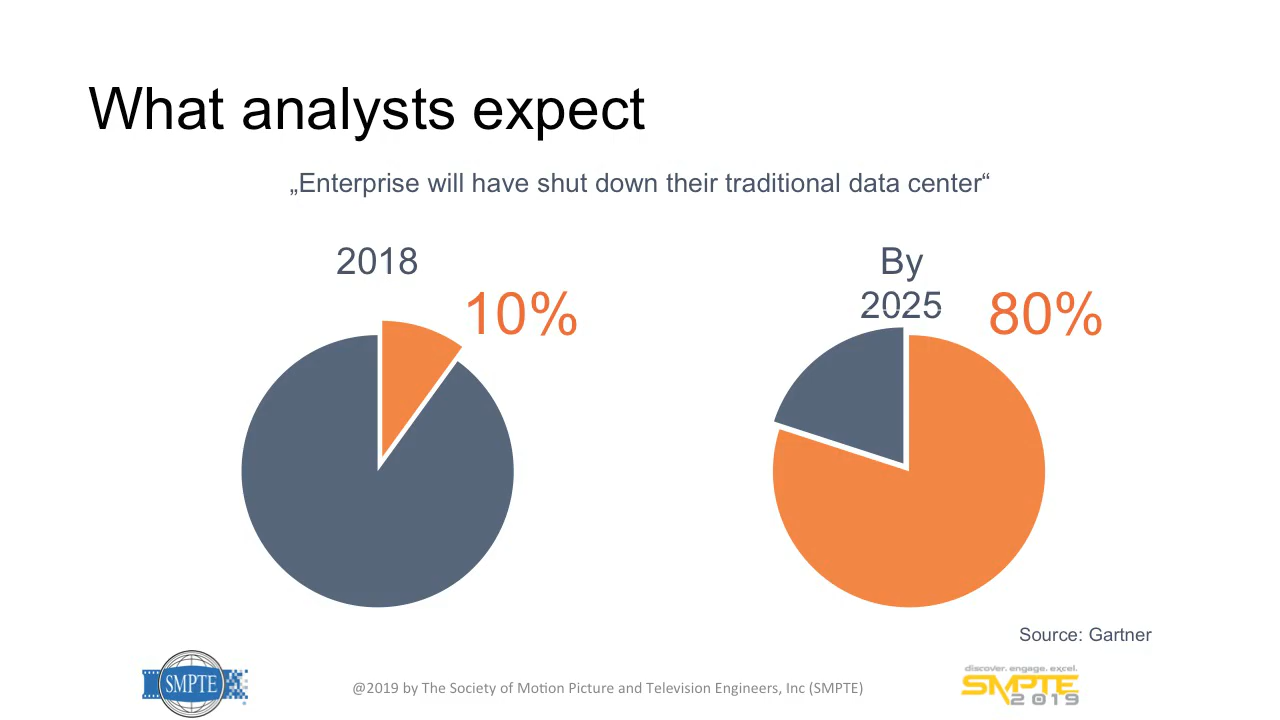 What analysts expect
„Enterprise will have shut down their traditional data center“
2018
10%
By
2025
80%
Source: Gartner
SMPTE
@2019 by The Society of Motion Picture and Television Engineers, Inc (SMPTE)
discover. engage. excel.
SMPTE
2019